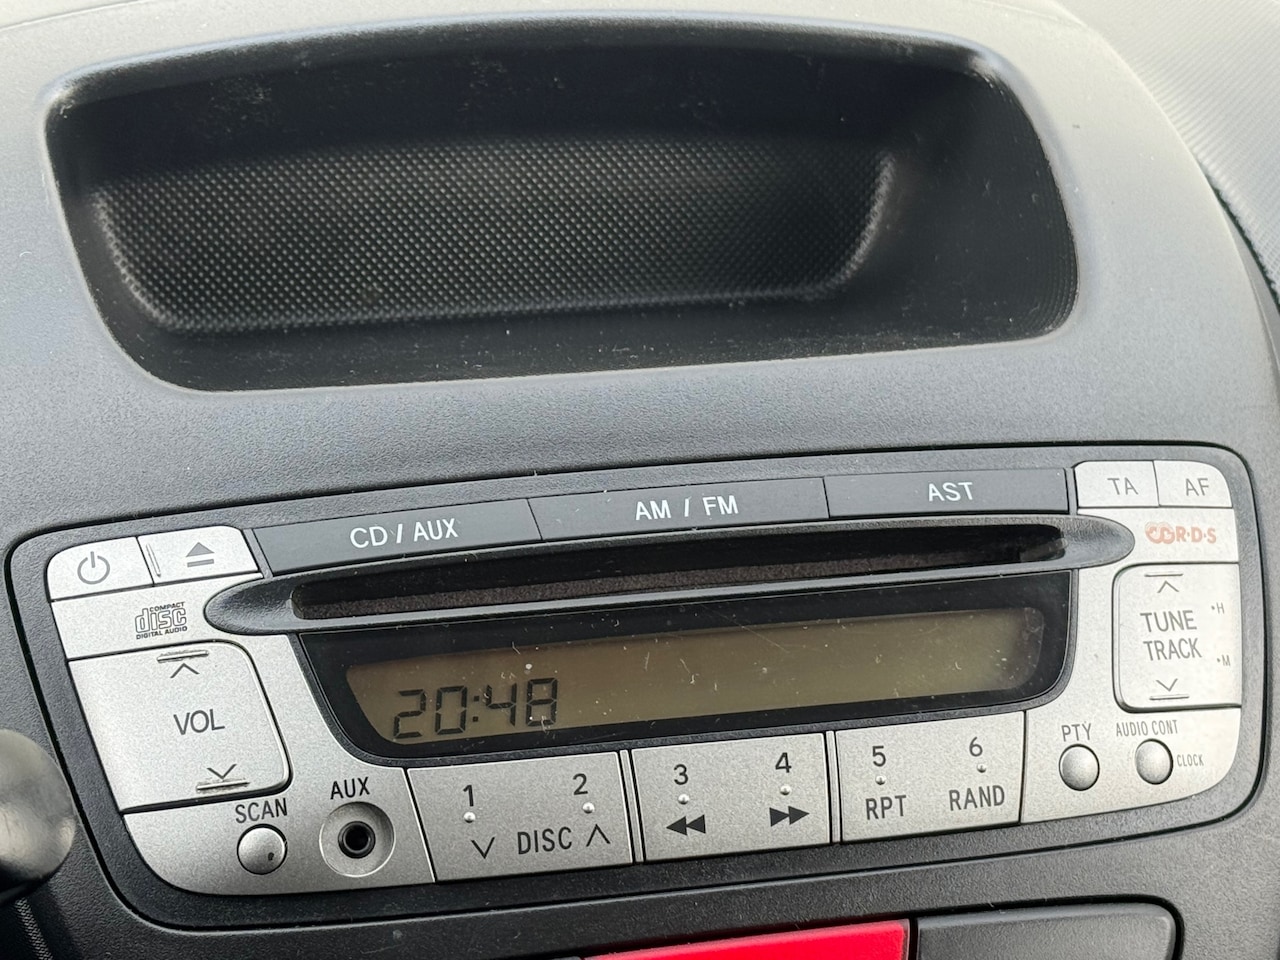 CD / AUX
AM / FM
AST
TA
AF
R·D·S
COMPACT
disc
DIGITAL AUDIO
VOL
20:48
TUNE
TRACK
•H
•M
SCAN
AUX
1
2
DISC
3
4
5
RPT
6
RAND
PTY
AUDIO CONT
CLOCK